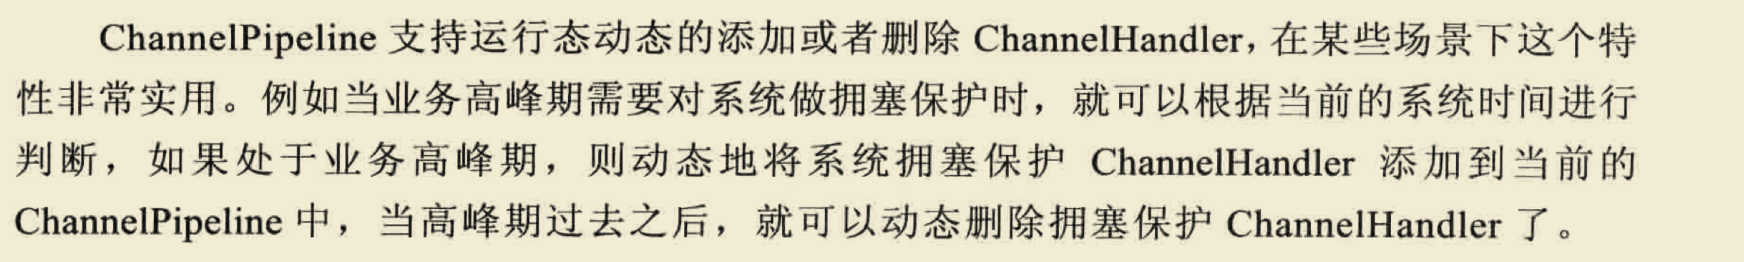 ChannelPipeline 支持运行态动态的添加或者删除 ChannelHandler，在某些场景下这个特
性非常实用。例如当业务高峰期需要对系统做拥塞保护时，就可以根据当前的系统时间进行
判断，如果处于业务高峰期，则动态地将系统拥塞保护 ChannelHandler 添加到当前的
ChannelPipeline 中，当高峰期过去之后，就可以动态删除拥塞保护 ChannelHandler 了。